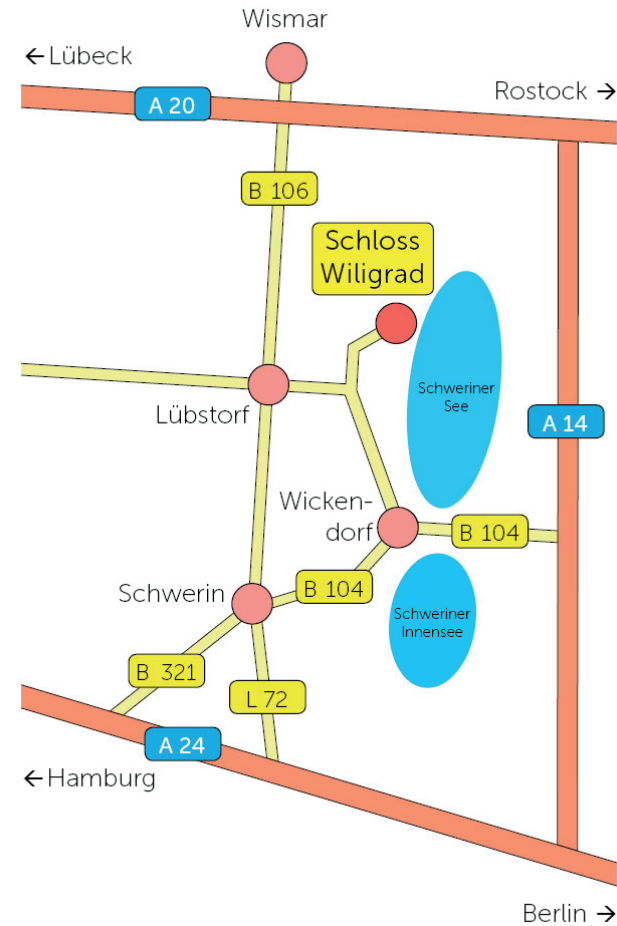 Wismar
← Lübeck
Rostock →
A 20
B 106
Schloss
Wiligrad
Schweriner
See
Lübstorf
A 14
Wicken-
dorf
B 104
B 104
Schwerin
Schweriner
Innensee
B 321
L 72
A 24
← Hamburg
Berlin →